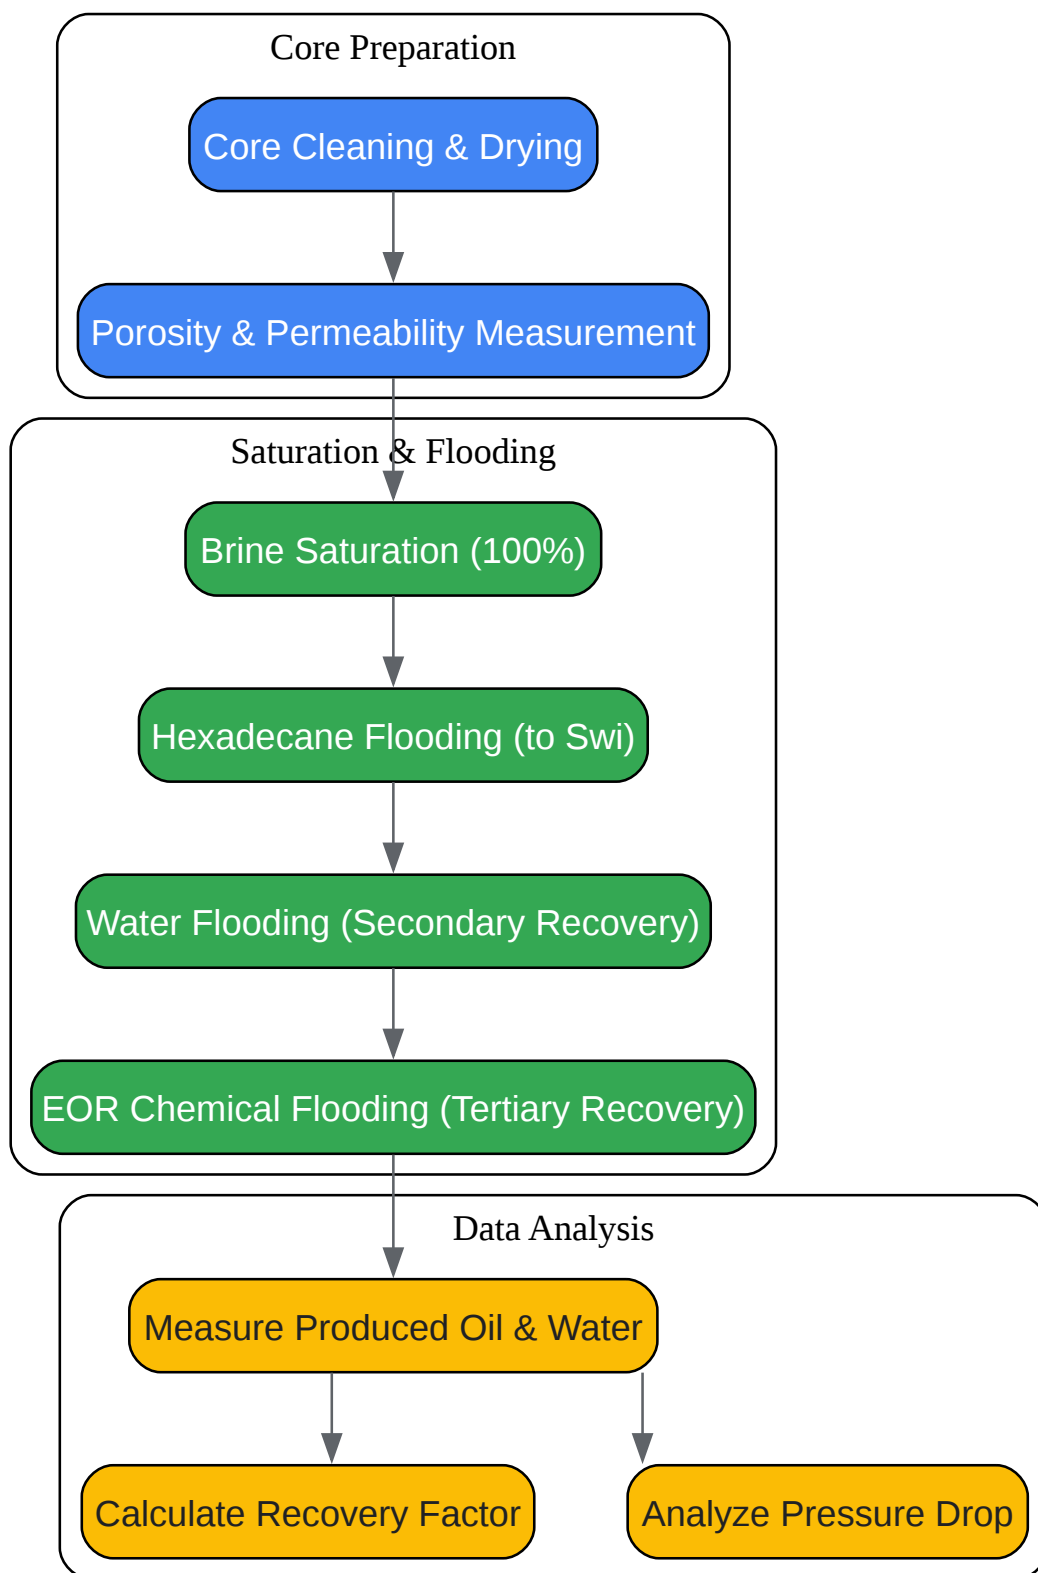 Core Preparation
Core Cleaning & Drying
Porosity & Permeability Measurement
Saturation & Flooding
Brine Saturation (100%)
Hexadecane Flooding (to Swi)
Water Flooding (Secondary Recovery)
EOR Chemical Flooding (Tertiary Recovery)
Data Analysis
Measure Produced Oil & Water
Calculate Recovery Factor
Analyze Pressure Drop